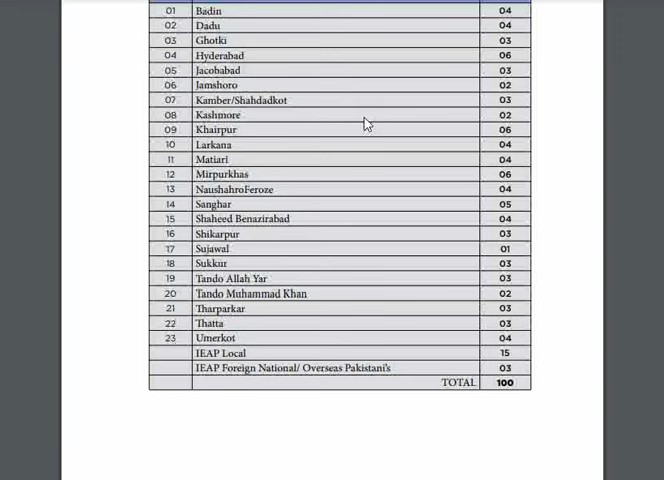 01 Badin 04
02 Dadu 04
03 Ghotki 03
04 Hyderabad 06
05 Jacobabad 03
06 Jamshoro 02
07 Kamber/Shahdadkot 03
08 Kashmore 02
09 Khairpur 06
10 Larkana 04
11 Matiari 04
12 Mirpurkhas 06
13 NaushahroFeroze 04
14 Sanghar 05
15 Shaheed Benazirabad 04
16 Shikarpur 03
17 Sujawal 01
18 Sukkur 03
19 Tando Allah Yar 03
20 Tando Muhammad Khan 02
21 Tharparkar 03
22 Thatta 03
23 Umerkot 04
IEAP Local 15
IEAP Foreign National/ Overseas Pakistani's 03
TOTAL 100